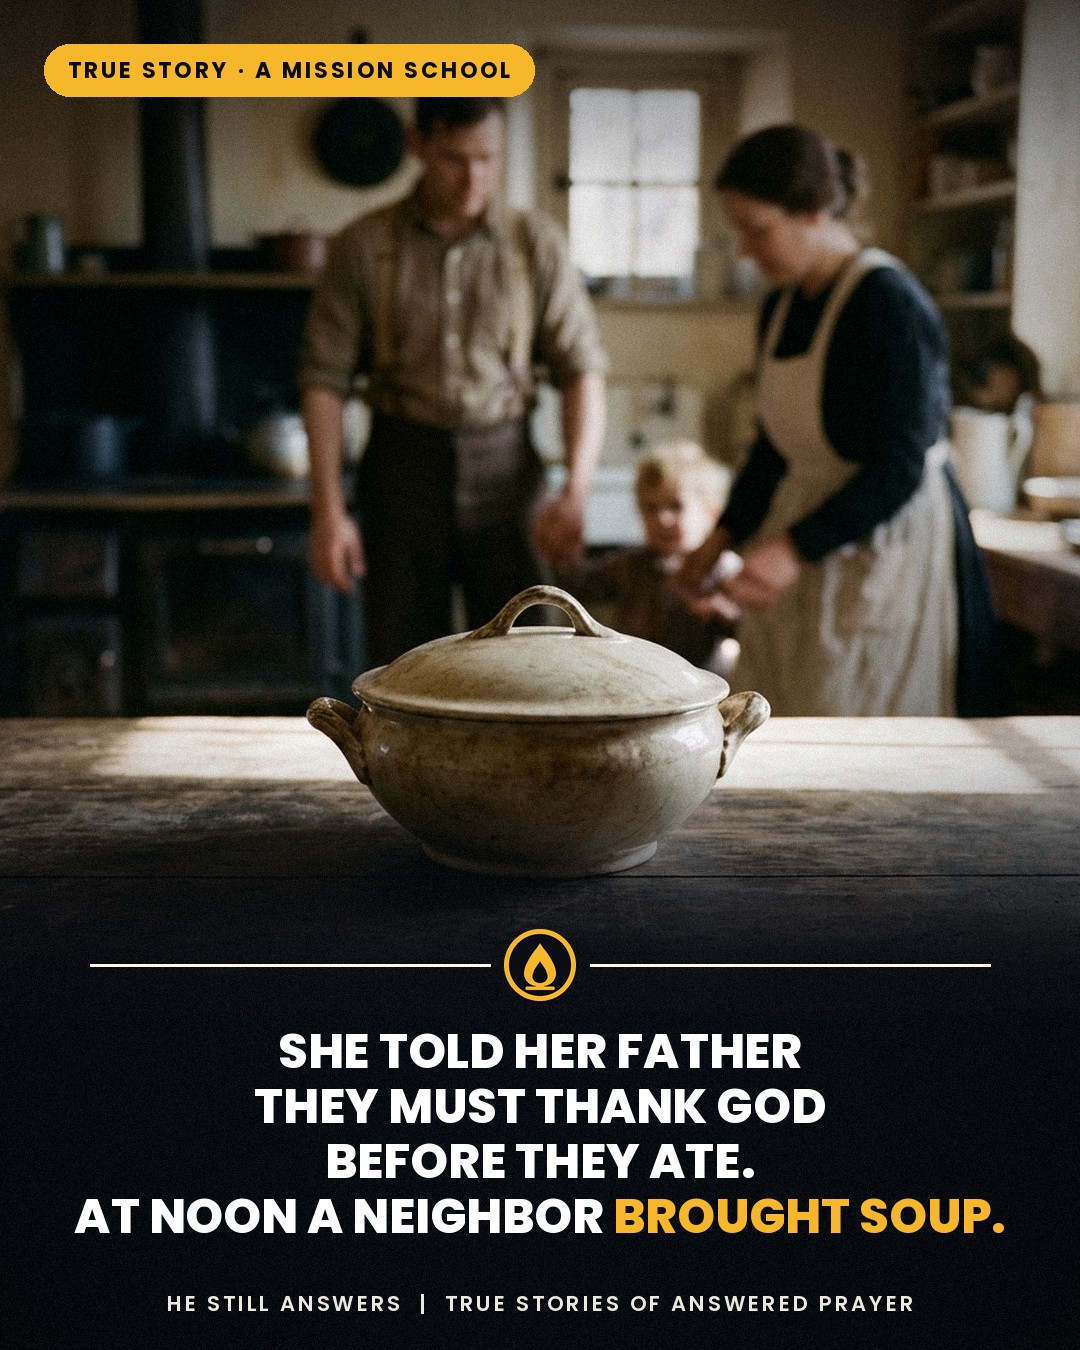 TRUE STORY · A MISSION SCHOOL
SHE TOLD HER FATHER
THEY MUST THANK GOD
BEFORE THEY ATE.
AT NOON A NEIGHBOR BROUGHT SOUP.
HE STILL ANSWERS | TRUE STORIES OF ANSWERED PRAYER